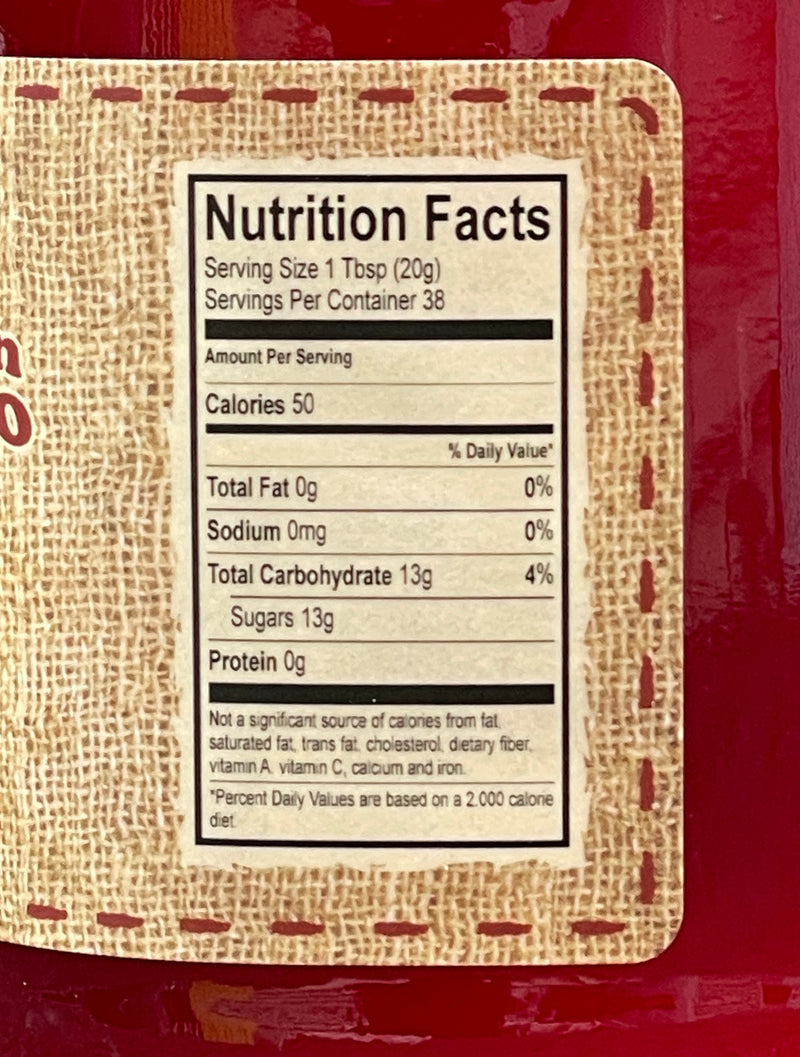 n
0
Nutrition Facts
Serving Size 1 Tbsp (20g)
Servings Per Container 38
Amount Per Serving
Calories 50
% Daily Value*
Total Fat 0g 0%
Sodium 0mg 0%
Total Carbohydrate 13g 4%
Sugars 13g
Protein 0g
Not a significant source of calories from fat,
saturated fat, trans fat, cholesterol, dietary fiber,
vitamin A, vitamin C, calcium and iron.
*Percent Daily Values are based on a 2,000 calorie
diet.